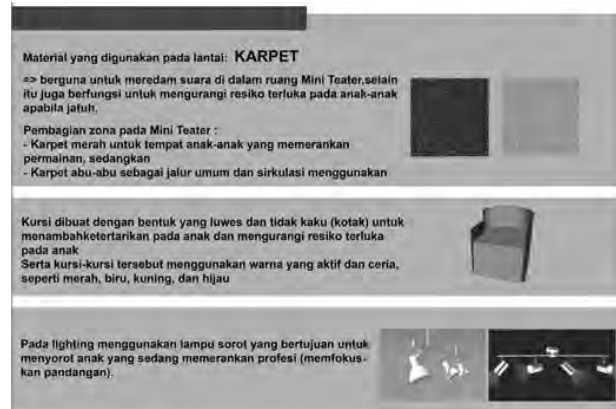 Material yang digunakan pada lantai: KARPET
=> berguna untuk meredam suara di dalam ruang Mini Teater,selain
itu juga berfungsi untuk mengurangi resiko terluka pada anak-anak
apabila jatuh.
Pembagian zona pada Mini Teater :
- Karpet merah untuk tempat anak-anak yang memerankan
permainan, sedangkan
- Karpet abu-abu sebagai jalur umum dan sirkulasi menggunakan
Kursi dibuat dengan bentuk yang luwes dan tidak kaku (kotak) untuk
menambahketertarikan pada anak dan mengurangi resiko terluka
pada anak
Serta kursi-kursi tersebut menggunakan warna yang aktif dan ceria,
seperti merah, biru, kuning, dan hijau
Pada lighting menggunakan lampu sorot yang bertujuan untuk
menyorot anak yang sedang memerankan profesi (memfokus-
kan pandangan).